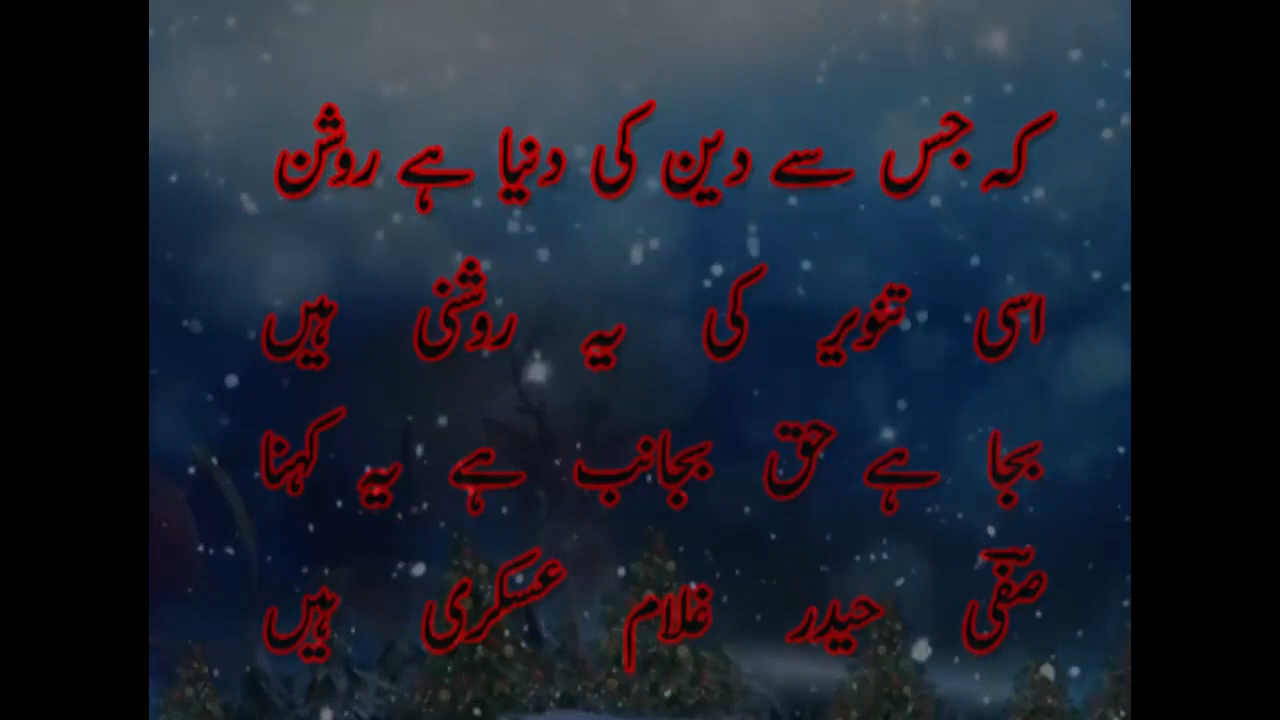 کہ جس سے دین کی دنیا ہے روشن
اسی تنویر کی یہ روشنی ہیں
بجا ہے حق بجانب ہے یہ کہنا
صفیؔ حیدر غلام عسکری ہیں